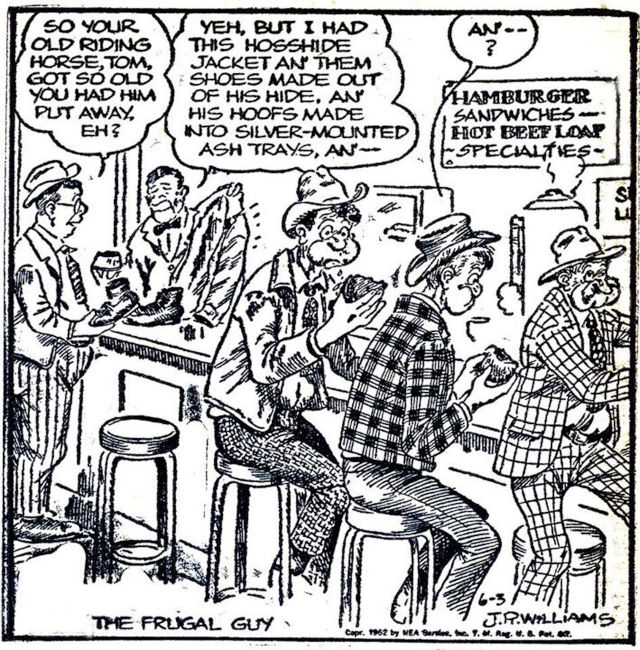 SO YOUR
OLD RIDING
HORSE, TOM,
GOT SO OLD
YOU HAD HIM
PUT AWAY,
EH?
YEH, BUT I HAD
THIS HOSSHIDE
JACKET AN' THEM
SHOES MADE OUT
OF HIS HIDE, AN'
HIS HOOFS MADE
INTO SILVER-MOUNTED
ASH TRAYS, AN'--
AN'--
?
HAMBURGER
SANDWICHES--
HOT BEEF LOAF
-SPECIALTIES-
S
U
THE FRUGAL GUY
6-3
J.R.WILLIAMS
Copr. 1952 by NEA Service, Inc. T. M. Reg. U. S. Pat. Off.